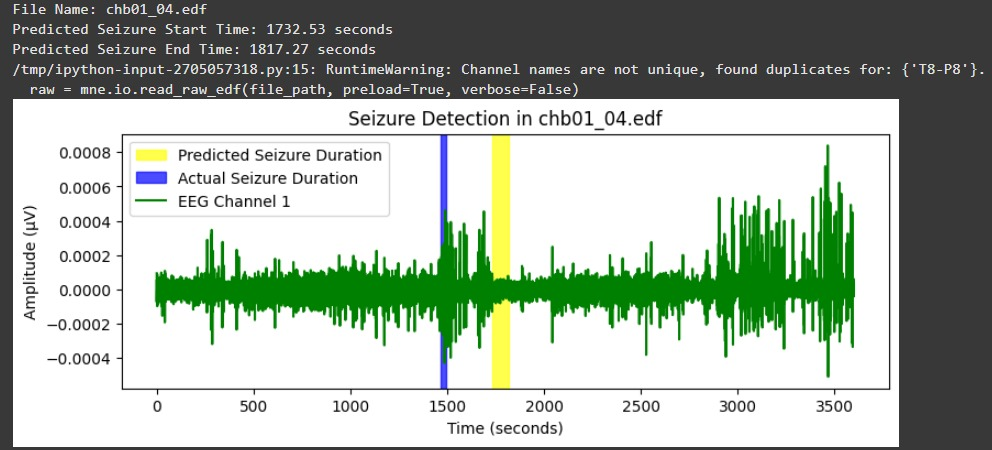 File Name: chb01_04.edf
Predicted Seizure Start Time: 1732.53 seconds
Predicted Seizure End Time: 1817.27 seconds
/tmp/ipython-input-2705057318.py:15: RuntimeWarning: Channel names are not unique, found duplicates for: {'T8-P8'}.
raw = mne.io.read_raw_edf(file_path, preload=True, verbose=False)
Seizure Detection in chb01_04.edf
Predicted Seizure Duration
Actual Seizure Duration
EEG Channel 1
Amplitude (µV)
0.0008
0.0006
0.0004
0.0002
0.0000
−0.0002
−0.0004
0 500 1000 1500 2000 2500 3000 3500
Time (seconds)